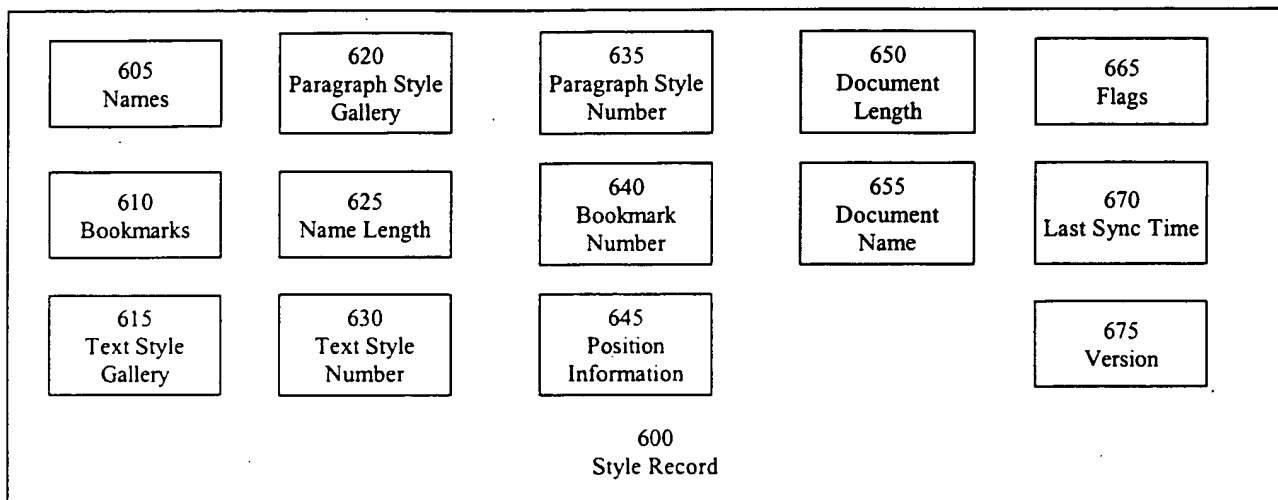 605
Names
620
Paragraph Style
Gallery
635
Paragraph Style
Number
650
Document
Length
665
Flags
610
Bookmarks
625
Name Length
640
Bookmark
Number
655
Document
Name
670
Last Sync Time
615
Text Style
Gallery
630
Text Style
Number
645
Position
Information
675
Version
600
Style Record